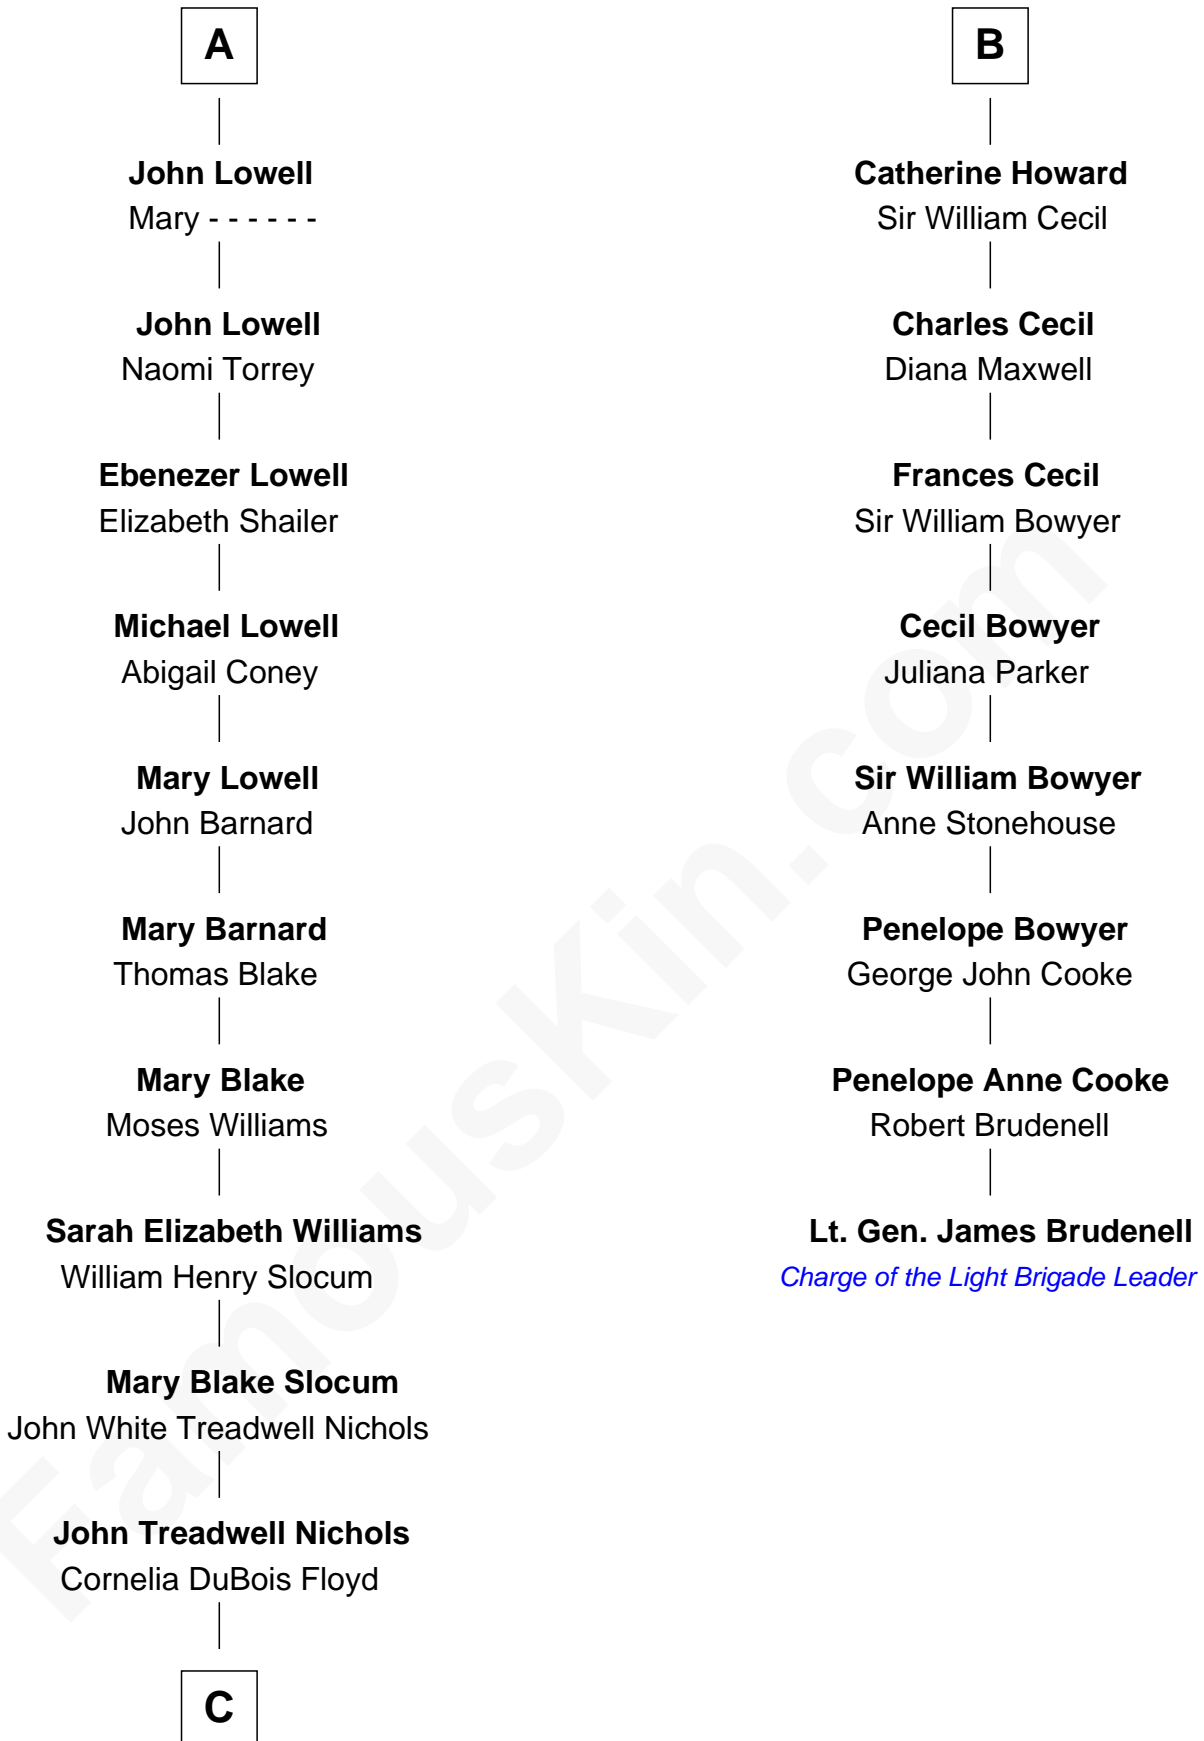 A
John Lowell
Mary - - - - - -
John Lowell
Naomi Torrey
Ebenezer Lowell
Elizabeth Shailer
Michael Lowell
Abigail Coney
Mary Lowell
John Barnard
Mary Barnard
Thomas Blake
Mary Blake
Moses Williams
Sarah Elizabeth Williams
William Henry Slocum
Mary Blake Slocum
John White Treadwell Nichols
John Treadwell Nichols
Cornelia DuBois Floyd
C
B
Catherine Howard
Sir William Cecil
Charles Cecil
Diana Maxwell
Frances Cecil
Sir William Bowyer
Cecil Bowyer
Juliana Parker
Sir William Bowyer
Anne Stonehouse
Penelope Bowyer
George John Cooke
Penelope Anne Cooke
Robert Brudenell
Lt. Gen. James Brudenell
Charge of the Light Brigade Leader
FamousKin.com